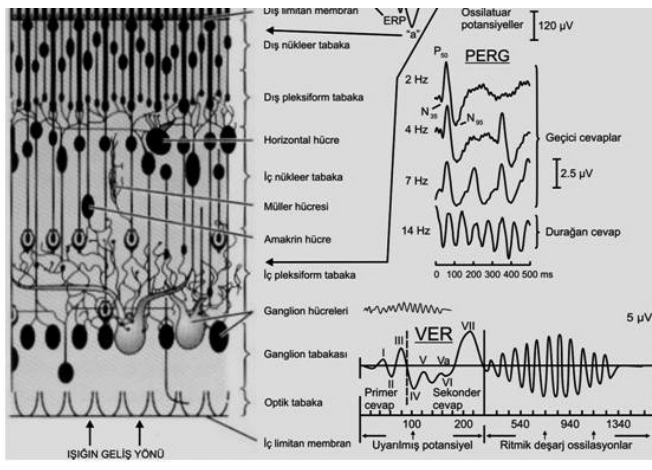 Dış limitan membran
Dış nükleer tabaka
Dış pleksiform tabaka
Horizontal hücre
İç nükleer tabaka
Müller hücresi
Amakrin hücre
İç pleksiform tabaka
Ganglion hücreleri
Ganglion tabakası
Optik tabaka
İç limitan membran
IŞIĞIN GELİŞ YÖNÜ
ERP
"a"
Ossilatuar
potansiyeller
120 µV
PERG
P50
2 Hz
N35
N95
4 Hz
Geçici cevaplar
7 Hz
2.5 µV
14 Hz
Durağan cevap
0 100 200 300 400 500 ms
5 µV
VER
I
II
III
IV
V
Va
VI
VII
Primer
cevap
Sekonder
cevap
100 200 540 940 1340
Uyarılmış potansiyel
Ritmik deşarj ossilasyonlar